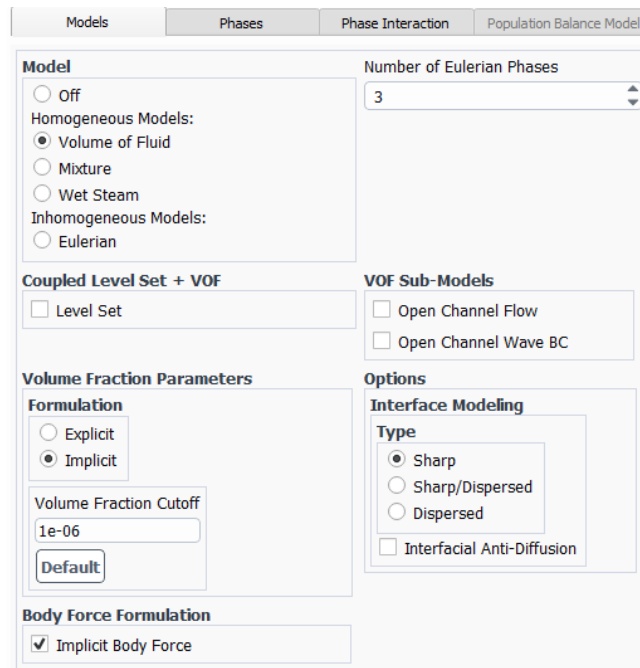 Models Phases Phase Interaction Population Balance Model
Model
Off
Homogeneous Models:
Volume of Fluid
Mixture
Wet Steam
Inhomogeneous Models:
Eulerian
Number of Eulerian Phases
3
Coupled Level Set + VOF
Level Set
VOF Sub-Models
Open Channel Flow
Open Channel Wave BC
Volume Fraction Parameters
Formulation
Explicit
Implicit
Volume Fraction Cutoff
1e-06
Default
Options
Interface Modeling
Type
Sharp
Sharp/Dispersed
Dispersed
Interfacial Anti-Diffusion
Body Force Formulation
Implicit Body Force